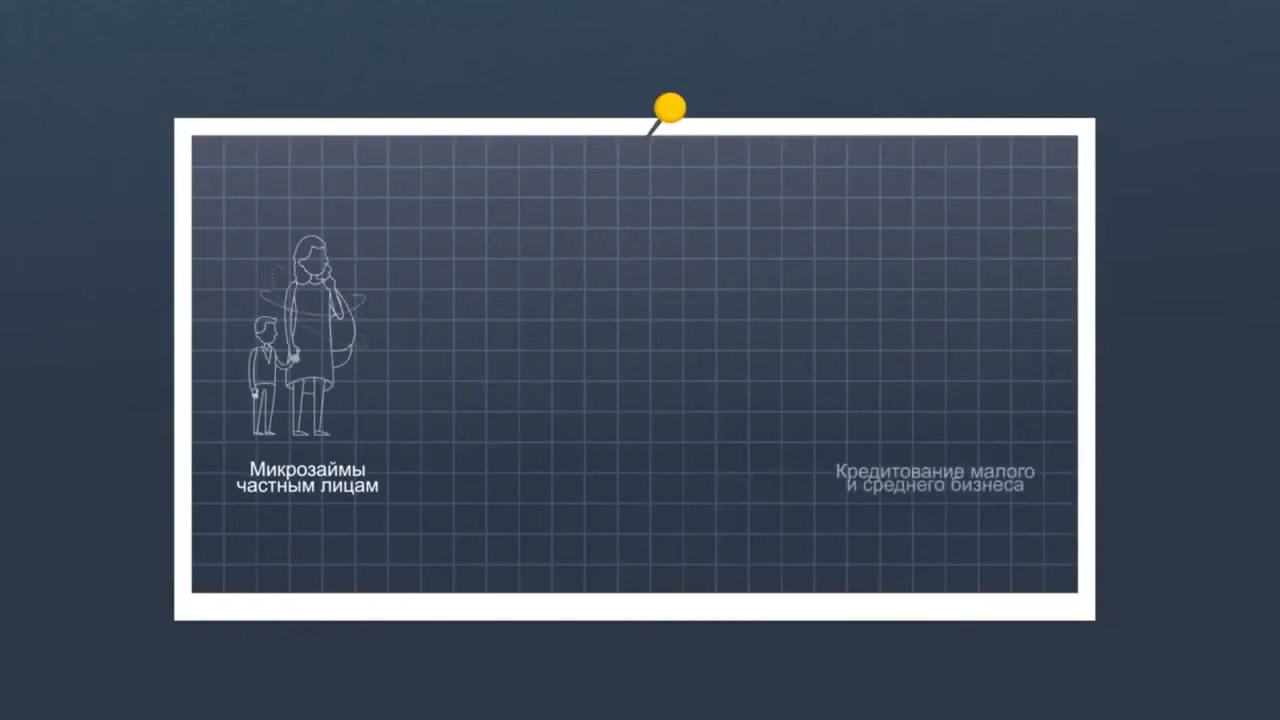 Микрозаймы
частным лицам
Кредитование малого
и среднего бизнеса